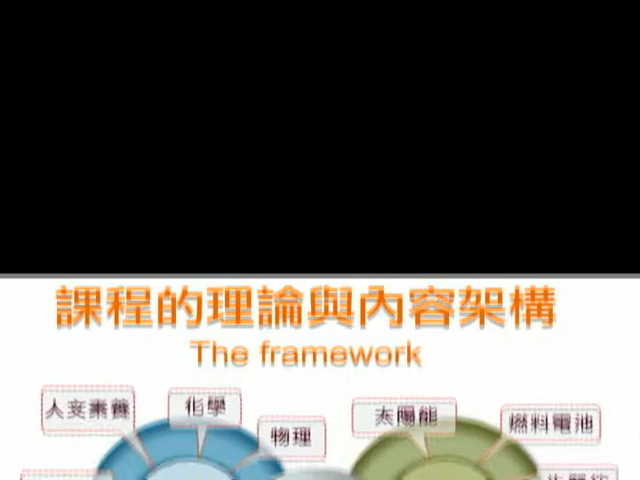 課程的理論與內容架構
The framework
人文素養
化學
物理
太陽能
燃料電池